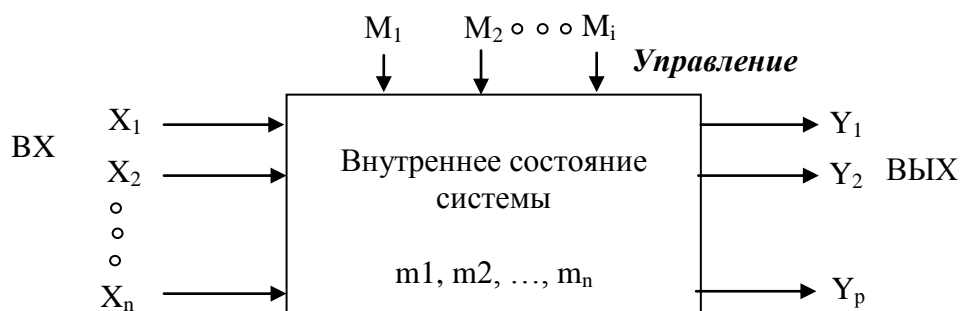 M₁ M₂ Mᵢ
Управление
X₁ Y₁
ВХ
X₂ Внутреннее состояние Y₂ ВЫХ
системы
m1, m2, …, mₙ
Xₙ Yₚ